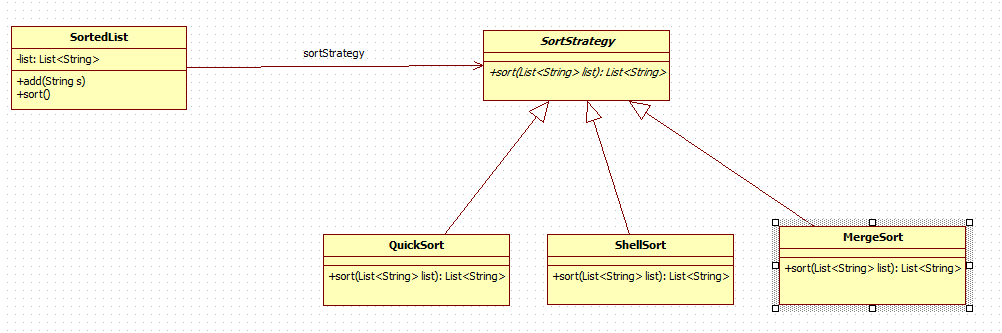 SortedList
-list: List<String>
+add(String s)
+sort()
sortStrategy
SortStrategy
+sort(List<String> list): List<String>
QuickSort
+sort(List<String> list): List<String>
ShellSort
+sort(List<String> list): List<String>
MergeSort
+sort(List<String> list): List<String>